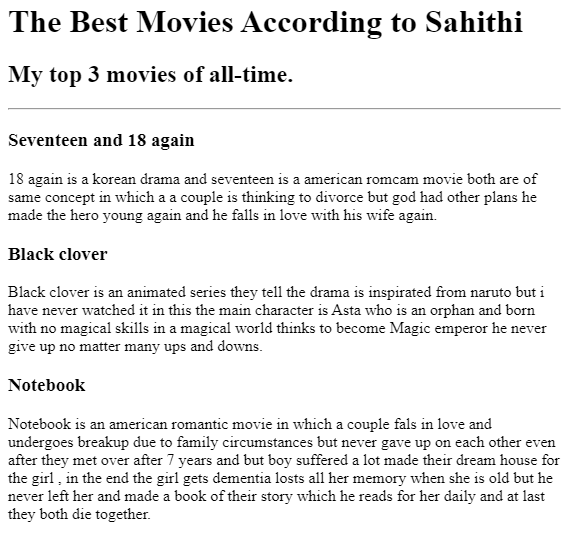 The Best Movies According to Sahithi
My top 3 movies of all-time.
Seventeen and 18 again
18 again is a korean drama and seventeen is a american romcam movie both are of
same concept in which a a couple is thinking to divorce but god had other plans he
made the hero young again and he falls in love with his wife again.
Black clover
Black clover is an animated series they tell the drama is inspirated from naruto but i
have never watched it in this the main character is Asta who is an orphan and born
with no magical skills in a magical world thinks to become Magic emperor he never
give up no matter many ups and downs.
Notebook
Notebook is an american romantic movie in which a couple fals in love and
undergoes breakup due to family circumstances but never gave up on each other even
after they met over after 7 years and but boy suffered a lot made their dream house for
the girl , in the end the girl gets dementia losts all her memory when she is old but he
never left her and made a book of their story which he reads for her daily and at last
they both die together.